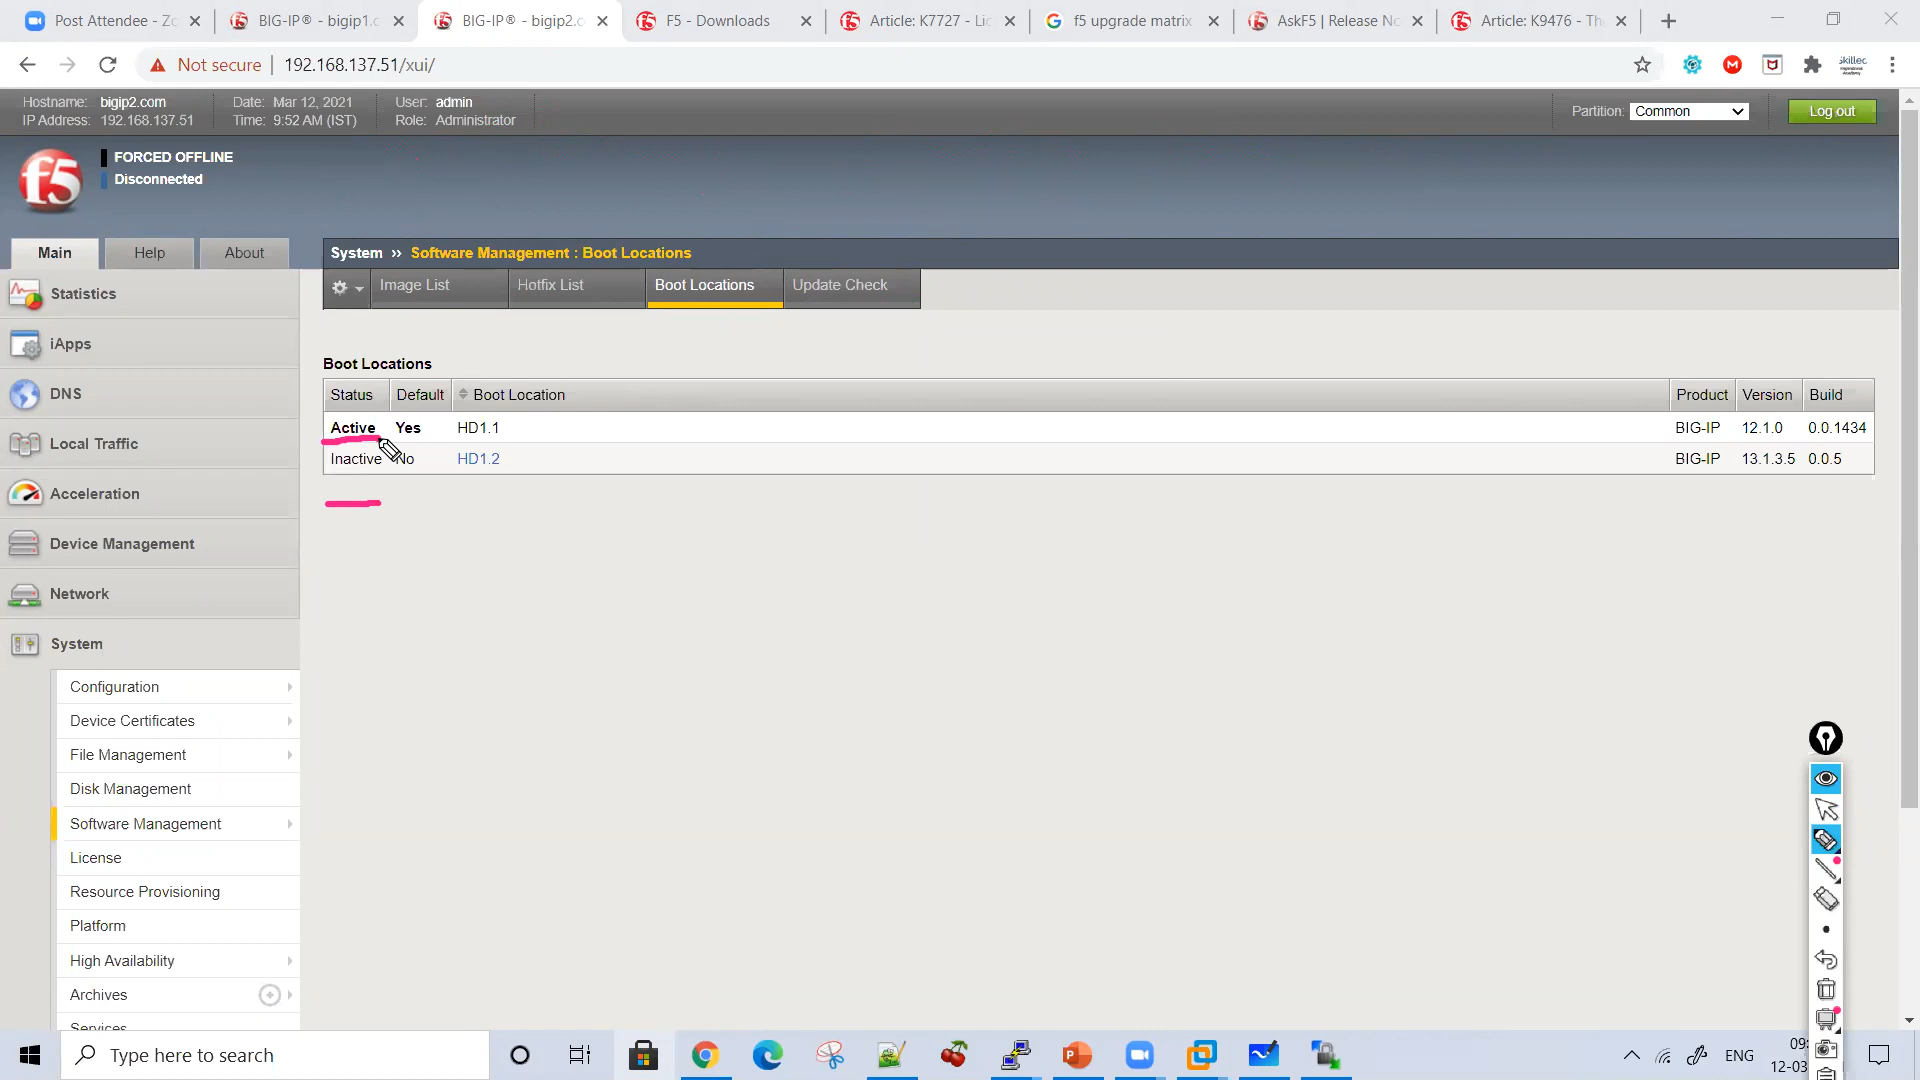 Post Attendee - Zo
BIG-IP® - bigip1.c
BIG-IP® - bigip2.c
F5 - Downloads
Article: K7727 - Lic
f5 upgrade matrix
AskF5 | Release No
Article: K9476 - Th
Not secure
192.168.137.51/xui/
skillec
Hostname: bigip2.com
IP Address: 192.168.137.51
Date: Mar 12, 2021
Time: 9:52 AM (IST)
User: admin
Role: Administrator
Partition: Common
Log out
f5
FORCED OFFLINE
Disconnected
Main
Help
About
System ›› Software Management : Boot Locations
Image List
Hotfix List
Boot Locations
Update Check
Statistics
iApps
DNS
Local Traffic
Acceleration
Device Management
Network
System
Configuration
Device Certificates
File Management
Disk Management
Software Management
License
Resource Provisioning
Platform
High Availability
Archives
Services
Boot Locations
Status Default Boot Location Product Version Build
Active Yes HD1.1 BIG-IP 12.1.0 0.0.1434
Inactive No HD1.2 BIG-IP 13.1.3.5 0.0.5
Type here to search
ENG
09:
12-03